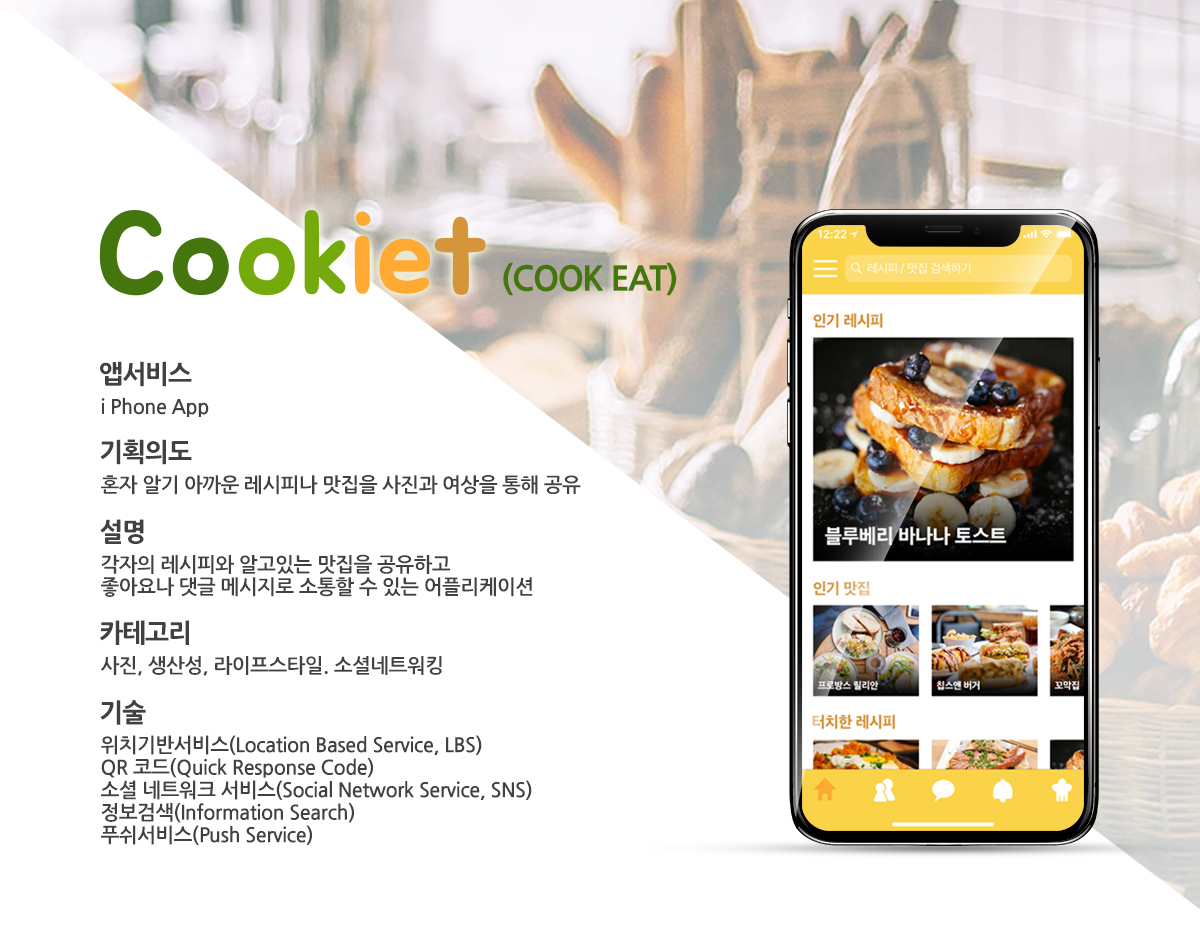 Cookiet (COOK EAT)
앱서비스
i Phone App
기획의도
혼자 알기 아까운 레시피나 맛집을 사진과 여상을 통해 공유
설명
각자의 레시피와 알고있는 맛집을 공유하고
좋아요나 댓글 메시지로 소통할 수 있는 어플리케이션
카테고리
사진, 생산성, 라이프스타일. 소셜네트워킹
기술
위치기반서비스(Location Based Service, LBS)
QR 코드(Quick Response Code)
소셜 네트워크 서비스(Social Network Service, SNS)
정보검색(Information Search)
푸쉬서비스(Push Service)
12:22
레시피 / 맛집 검색하기
인기 레시피
블루베리 바나나 토스트
인기 맛집
프로방스 릴리안
칩스앤 버거
꼬막집
터치한 레시피